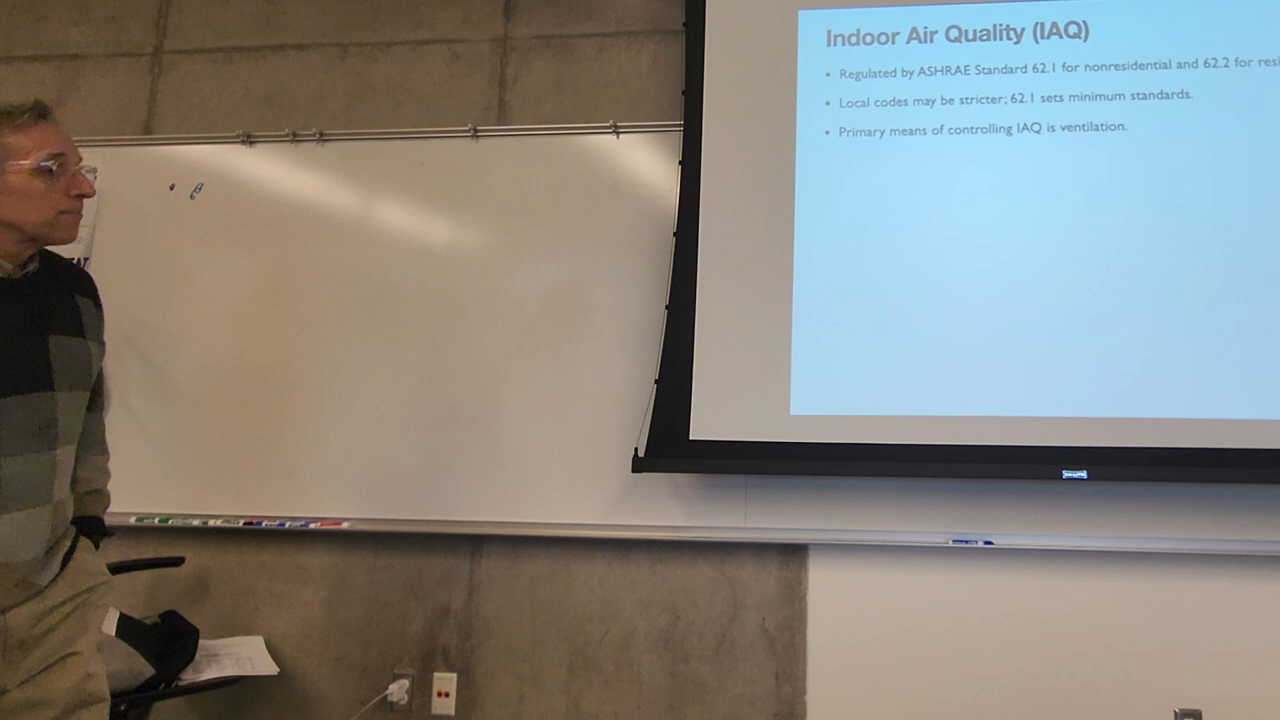 Indoor Air Quality (IAQ)
• Regulated by ASHRAE Standard 62.1 for nonresidential and 62.2 for resi
• Local codes may be stricter; 62.1 sets minimum standards.
• Primary means of controlling IAQ is ventilation.